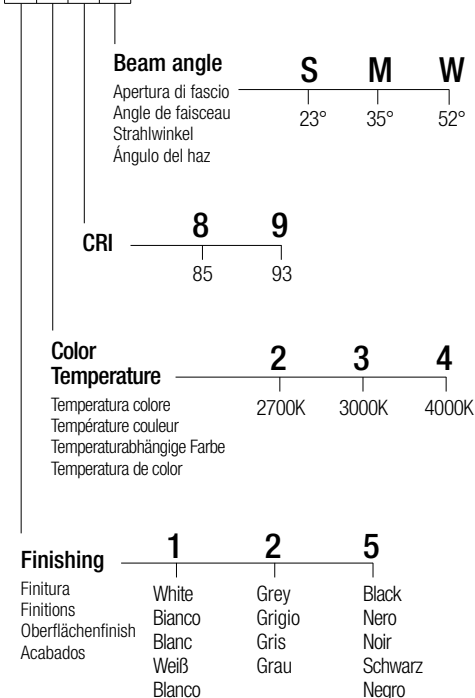 Beam angle
Apertura di fascio
Angle de faisceau
Strahlwinkel
Ángulo del haz
S M W
23° 35° 52°
CRI
8 9
85 93
Color
Temperature
Temperatura colore
Température couleur
Temperaturabhängige Farbe
Temperatura de color
2 3 4
2700K 3000K 4000K
Finishing
Finitura
Finitions
Oberflächenfinish
Acabados
1 2 5
White Grey Black
Bianco Grigio Nero
Blanc Gris Noir
Weiß Grau Schwarz
Blanco Negro